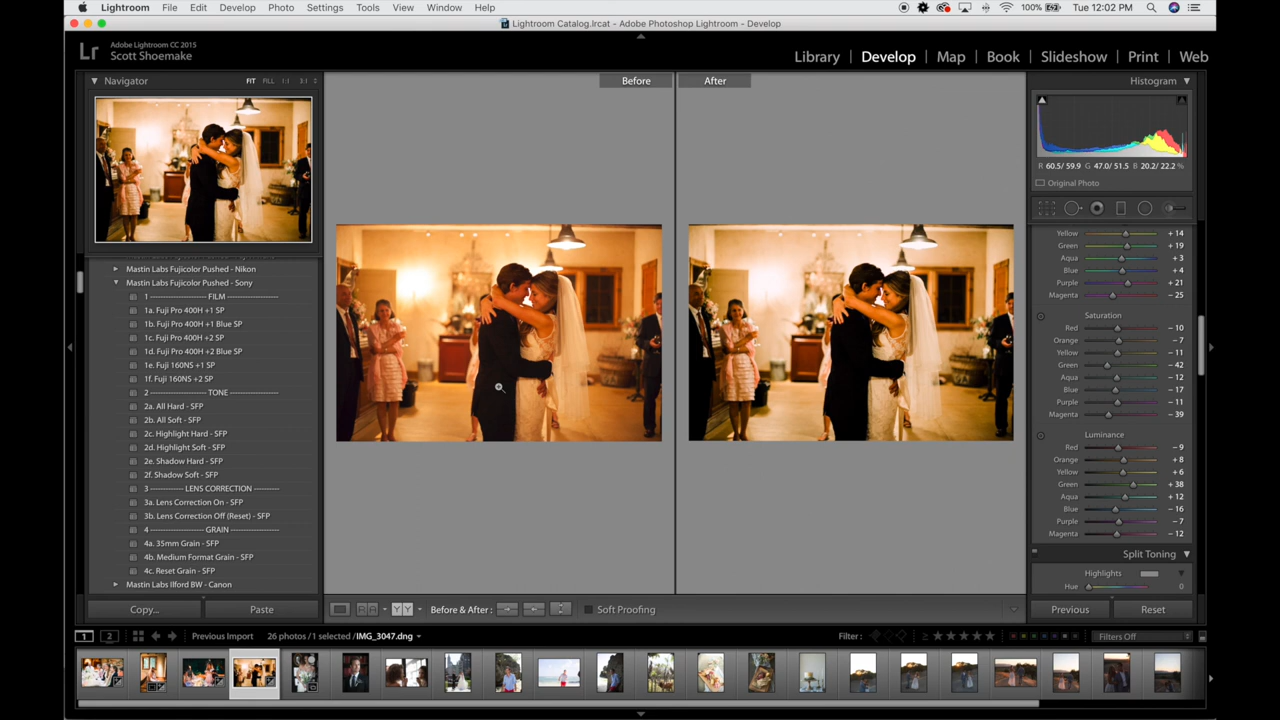 Lightroom File Edit Develop Photo Settings Tools View Window Help 100% Tue 12:02 PM
Lightroom Catalog.lrcat - Adobe Photoshop Lightroom - Develop
Lr Adobe Lightroom CC 2015
Scott Shoemake
Library | Develop | Map | Book | Slideshow | Print | Web
Navigator FIT FILL 1:1 3:1
Before After
Histogram
R 60.5/ 59.9 G 47.0/ 51.5 B 20.2/ 22.2 %
Original Photo
Mastin Labs Fujicolor Pushed - Nikon
Mastin Labs Fujicolor Pushed - Sony
1 ---------------- FILM ----------------
1a. Fuji Pro 400H +1 SP
1b. Fuji Pro 400H +1 Blue SP
1c. Fuji Pro 400H +2 SP
1d. Fuji Pro 400H +2 Blue SP
1e. Fuji 160NS +1 SP
1f. Fuji 160NS +2 SP
2 ---------------- TONE ----------------
2a. All Hard - SFP
2b. All Soft - SFP
2c. Highlight Hard - SFP
2d. Highlight Soft - SFP
2e. Shadow Hard - SFP
2f. Shadow Soft - SFP
3 ---------- LENS CORRECTION ----------
3a. Lens Correction On - SFP
3b. Lens Correction Off (Reset) - SFP
4 ---------------- GRAIN ----------------
4a. 35mm Grain - SFP
4b. Medium Format Grain - SFP
4c. Reset Grain - SFP
Mastin Labs Ilford BW - Canon
Yellow + 14
Green + 19
Aqua + 3
Blue + 4
Purple + 21
Magenta − 25
Saturation
Red − 10
Orange − 7
Yellow − 11
Green − 42
Aqua − 12
Blue − 17
Purple − 11
Magenta − 39
Luminance
Red − 9
Orange + 8
Yellow + 6
Green + 38
Aqua + 12
Blue − 16
Purple − 7
Magenta − 12
Split Toning
Highlights
Hue 0
Copy... Paste
Before & After : Soft Proofing
Previous Reset
1 2 Previous Import 26 photos / 1 selected / IMG_3047.dng
Filter : Filters Off